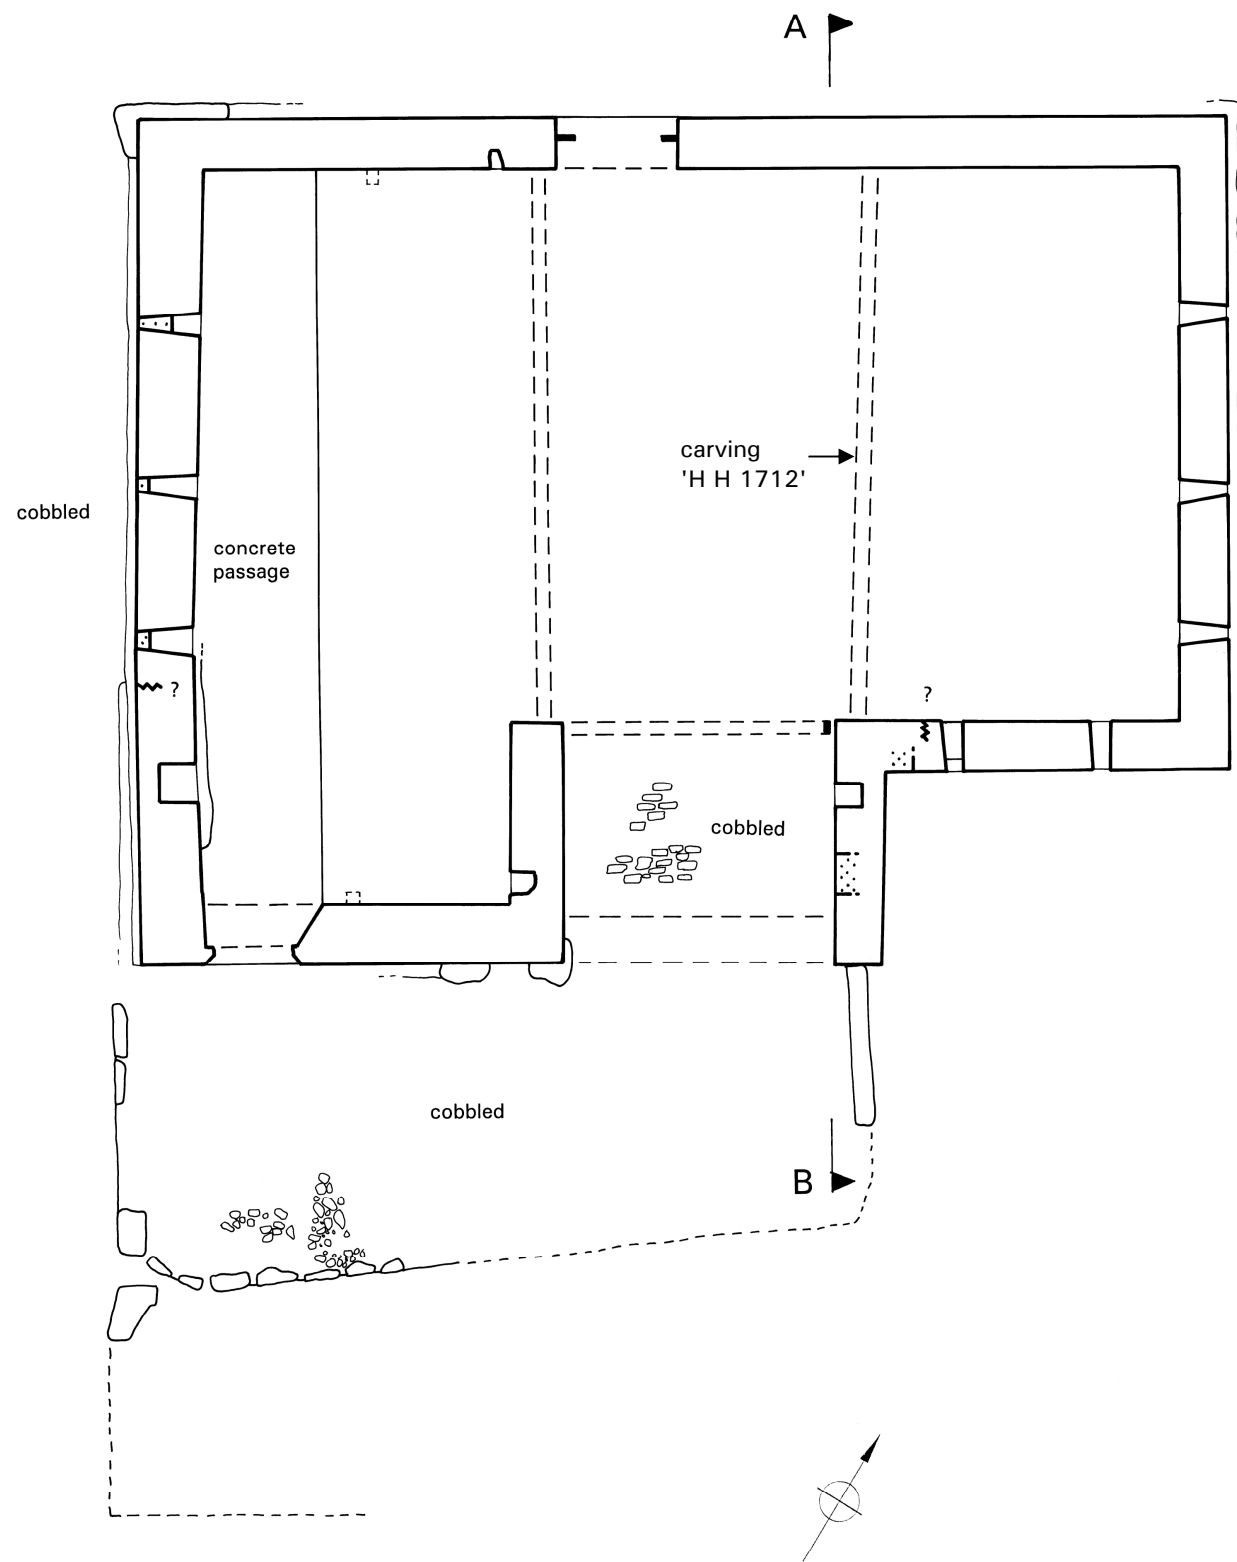 A
carving
'H H 1712'
cobbled
concrete
passage
?
?
cobbled
cobbled
B